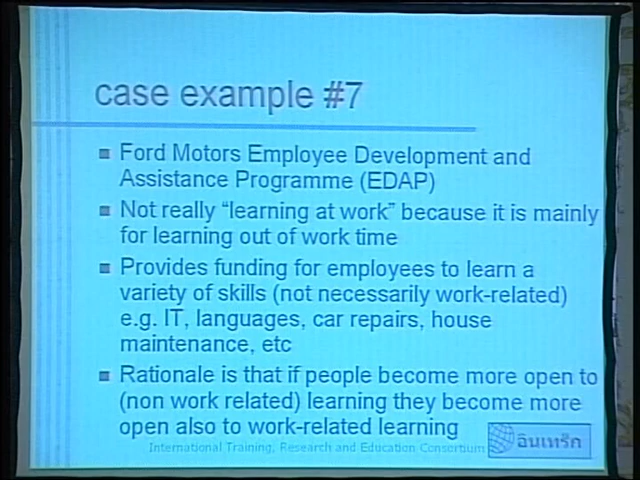 case example #7
Ford Motors Employee Development and
Assistance Programme (EDAP)
Not really “learning at work” because it is mainly
for learning out of work time
Provides funding for employees to learn a
variety of skills (not necessarily work-related)
e.g. IT, languages, car repairs, house
maintenance, etc
Rationale is that if people become more open to
(non work related) learning they become more
open also to work-related learning
International Training, Research and Education Consortium
อินเทร็ค